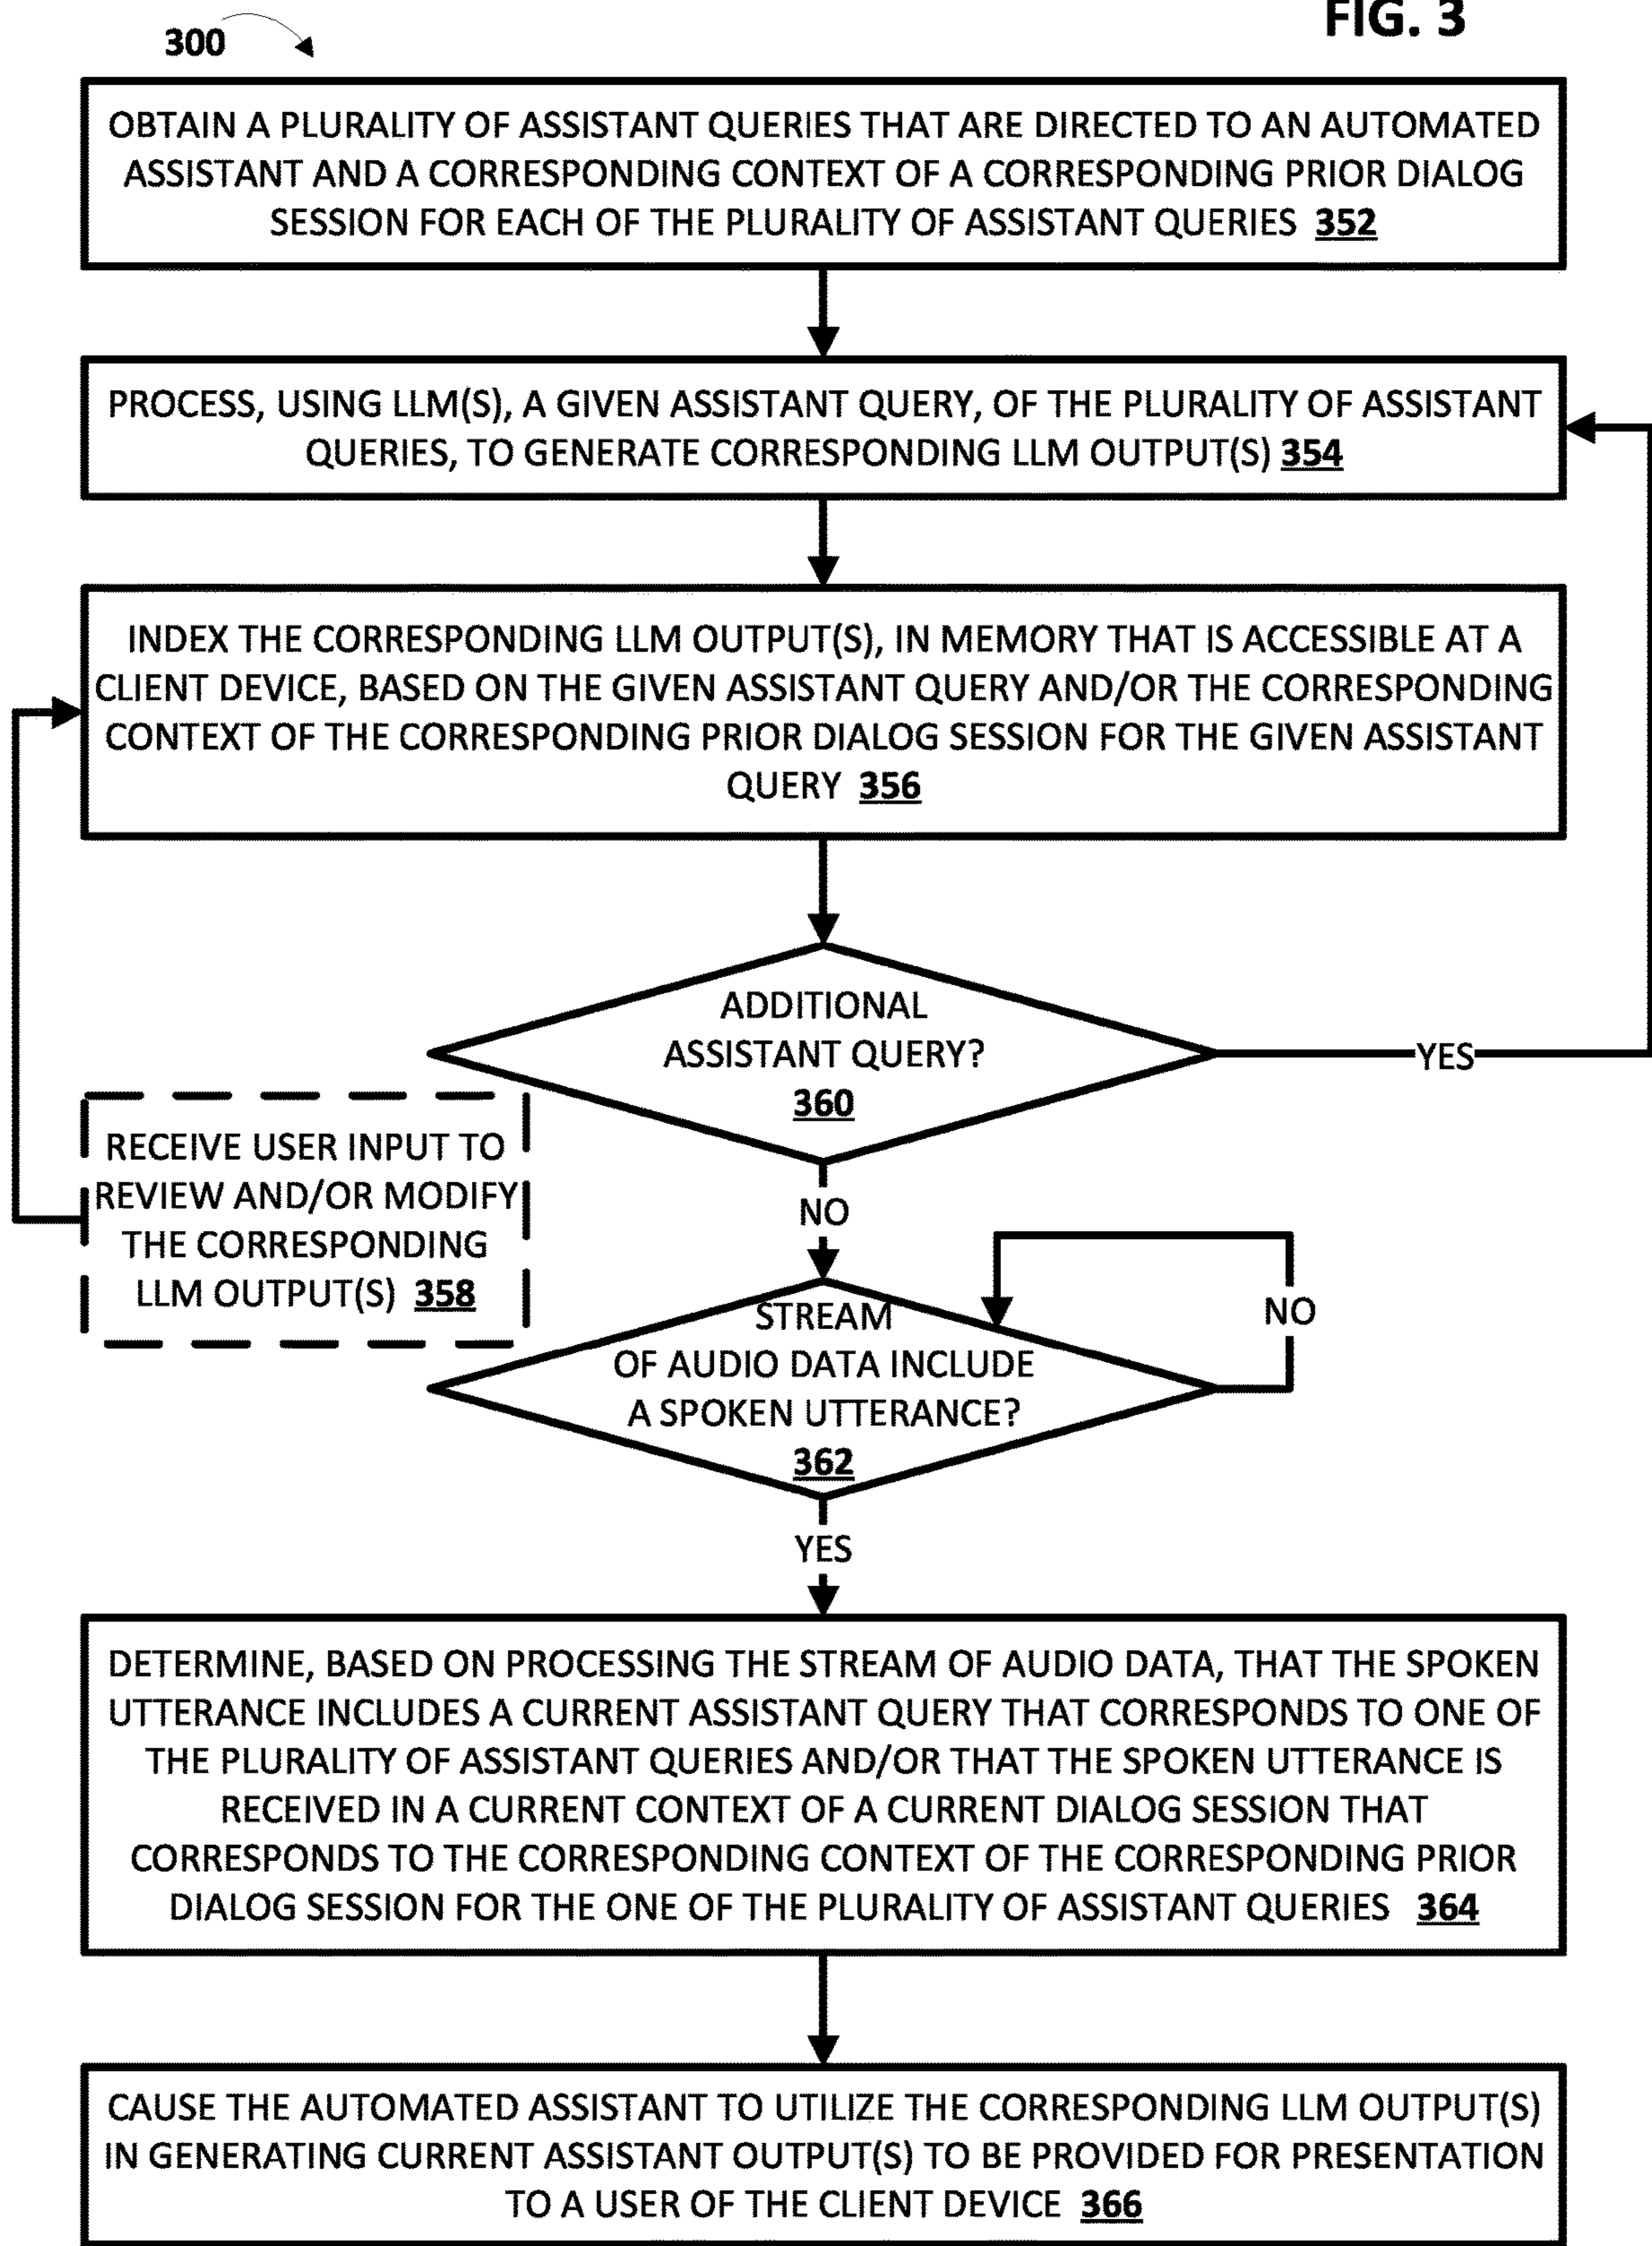 FIG. 3
300
OBTAIN A PLURALITY OF ASSISTANT QUERIES THAT ARE DIRECTED TO AN AUTOMATED
ASSISTANT AND A CORRESPONDING CONTEXT OF A CORRESPONDING PRIOR DIALOG
SESSION FOR EACH OF THE PLURALITY OF ASSISTANT QUERIES 352
PROCESS, USING LLM(S), A GIVEN ASSISTANT QUERY, OF THE PLURALITY OF ASSISTANT
QUERIES, TO GENERATE CORRESPONDING LLM OUTPUT(S) 354
INDEX THE CORRESPONDING LLM OUTPUT(S), IN MEMORY THAT IS ACCESSIBLE AT A
CLIENT DEVICE, BASED ON THE GIVEN ASSISTANT QUERY AND/OR THE CORRESPONDING
CONTEXT OF THE CORRESPONDING PRIOR DIALOG SESSION FOR THE GIVEN ASSISTANT
QUERY 356
ADDITIONAL
ASSISTANT QUERY?
360
YES
RECEIVE USER INPUT TO
REVIEW AND/OR MODIFY
THE CORRESPONDING
LLM OUTPUT(S) 358
NO
STREAM
OF AUDIO DATA INCLUDE
A SPOKEN UTTERANCE?
362
NO
YES
DETERMINE, BASED ON PROCESSING THE STREAM OF AUDIO DATA, THAT THE SPOKEN
UTTERANCE INCLUDES A CURRENT ASSISTANT QUERY THAT CORRESPONDS TO ONE OF
THE PLURALITY OF ASSISTANT QUERIES AND/OR THAT THE SPOKEN UTTERANCE IS
RECEIVED IN A CURRENT CONTEXT OF A CURRENT DIALOG SESSION THAT
CORRESPONDS TO THE CORRESPONDING CONTEXT OF THE CORRESPONDING PRIOR
DIALOG SESSION FOR THE ONE OF THE PLURALITY OF ASSISTANT QUERIES 364
CAUSE THE AUTOMATED ASSISTANT TO UTILIZE THE CORRESPONDING LLM OUTPUT(S)
IN GENERATING CURRENT ASSISTANT OUTPUT(S) TO BE PROVIDED FOR PRESENTATION
TO A USER OF THE CLIENT DEVICE 366